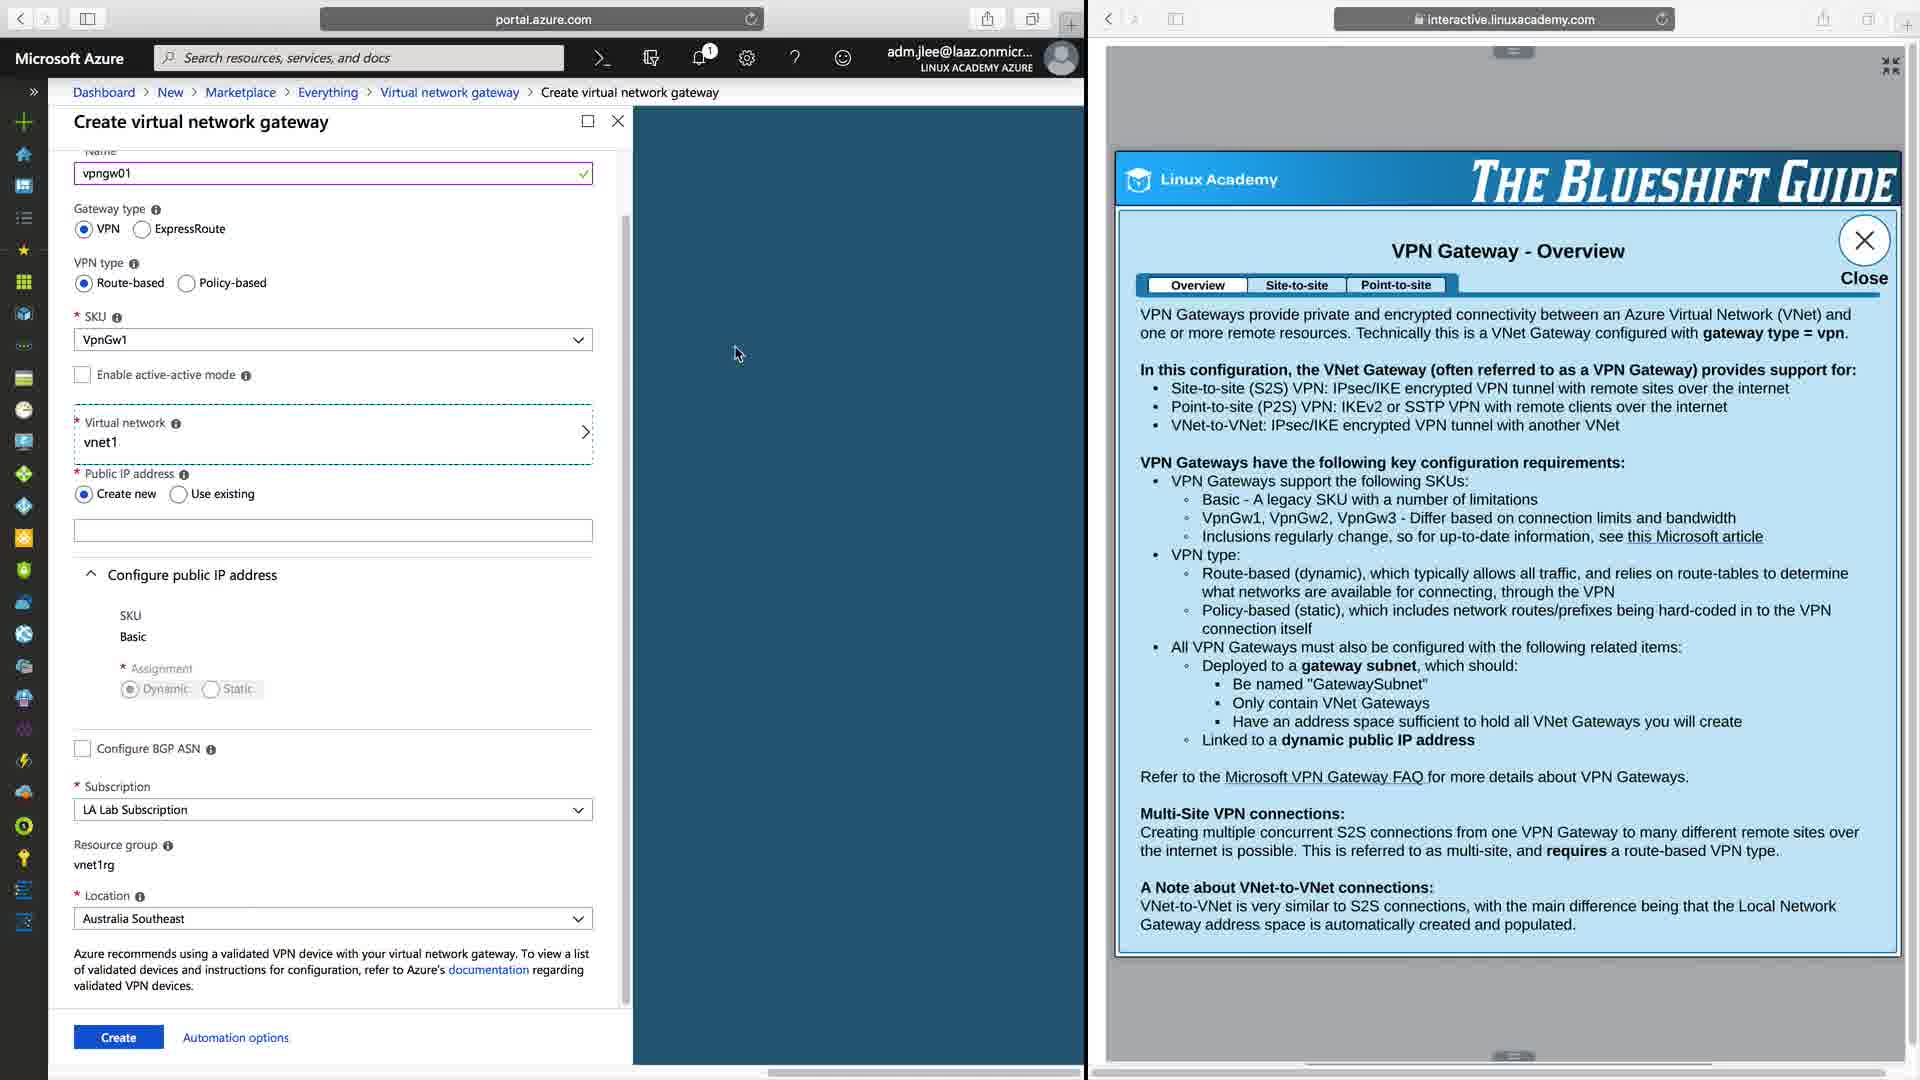 portal.azure.com
interactive.linuxacademy.com
Microsoft Azure
Search resources, services, and docs
1
adm.jlee@laaz.onmicr...
LINUX ACADEMY AZURE
Dashboard > New > Marketplace > Everything > Virtual network gateway > Create virtual network gateway
Create virtual network gateway
Name
vpngw01
Gateway type
VPN ExpressRoute
VPN type
Route-based Policy-based
* SKU
VpnGw1
Enable active-active mode
* Virtual network
vnet1
* Public IP address
Create new Use existing
Configure public IP address
SKU
Basic
* Assignment
Dynamic Static
Configure BGP ASN
* Subscription
LA Lab Subscription
Resource group
vnet1rg
* Location
Australia Southeast
Azure recommends using a validated VPN device with your virtual network gateway. To view a list
of validated devices and instructions for configuration, refer to Azure's documentation regarding
validated VPN devices.
Create Automation options
Linux Academy
THE BLUESHIFT GUIDE
VPN Gateway - Overview
Close
Overview Site-to-site Point-to-site
VPN Gateways provide private and encrypted connectivity between an Azure Virtual Network (VNet) and
one or more remote resources. Technically this is a VNet Gateway configured with gateway type = vpn.
In this configuration, the VNet Gateway (often referred to as a VPN Gateway) provides support for:
• Site-to-site (S2S) VPN: IPsec/IKE encrypted VPN tunnel with remote sites over the internet
• Point-to-site (P2S) VPN: IKEv2 or SSTP VPN with remote clients over the internet
• VNet-to-VNet: IPsec/IKE encrypted VPN tunnel with another VNet
VPN Gateways have the following key configuration requirements:
• VPN Gateways support the following SKUs:
◦ Basic - A legacy SKU with a number of limitations
◦ VpnGw1, VpnGw2, VpnGw3 - Differ based on connection limits and bandwidth
◦ Inclusions regularly change, so for up-to-date information, see this Microsoft article
• VPN type:
◦ Route-based (dynamic), which typically allows all traffic, and relies on route-tables to determine
what networks are available for connecting, through the VPN
◦ Policy-based (static), which includes network routes/prefixes being hard-coded in to the VPN
connection itself
• All VPN Gateways must also be configured with the following related items:
◦ Deployed to a gateway subnet, which should:
▪ Be named "GatewaySubnet"
▪ Only contain VNet Gateways
▪ Have an address space sufficient to hold all VNet Gateways you will create
◦ Linked to a dynamic public IP address
Refer to the Microsoft VPN Gateway FAQ for more details about VPN Gateways.
Multi-Site VPN connections:
Creating multiple concurrent S2S connections from one VPN Gateway to many different remote sites over
the internet is possible. This is referred to as multi-site, and requires a route-based VPN type.
A Note about VNet-to-VNet connections:
VNet-to-VNet is very similar to S2S connections, with the main difference being that the Local Network
Gateway address space is automatically created and populated.